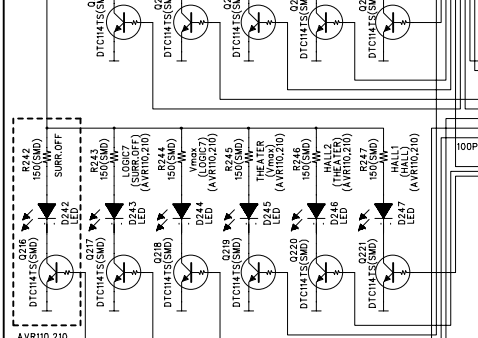 DTC114TS(SMD)
DTC114TS(SMD)
DTC114TS(SMD)
DTC114TS(SMD)
DTC114TS(SMD)
R242
150(SMD)
SURR.OFF
R243
150(SMD)
LOGIC7
(SURR.OFF)
(AVR110,210)
R244
150(SMD)
Vmax
(LOGIC7)
(AVR110,210)
R245
150(SMD)
THEATER
(Vmax)
(AVR110,210)
R246
150(SMD)
HALL2
(THEATER)
(AVR110,210)
R247
150(SMD)
HALL1
(HALL)
(AVR110,210)
100P
D242
LED
D243
LED
D244
LED
D245
LED
D246
LED
D247
LED
Q216
DTC114TS(SMD)
Q217
DTC114TS(SMD)
Q218
DTC114TS(SMD)
Q219
DTC114TS(SMD)
Q220
DTC114TS(SMD)
Q221
DTC114TS(SMD)
AVR110,210